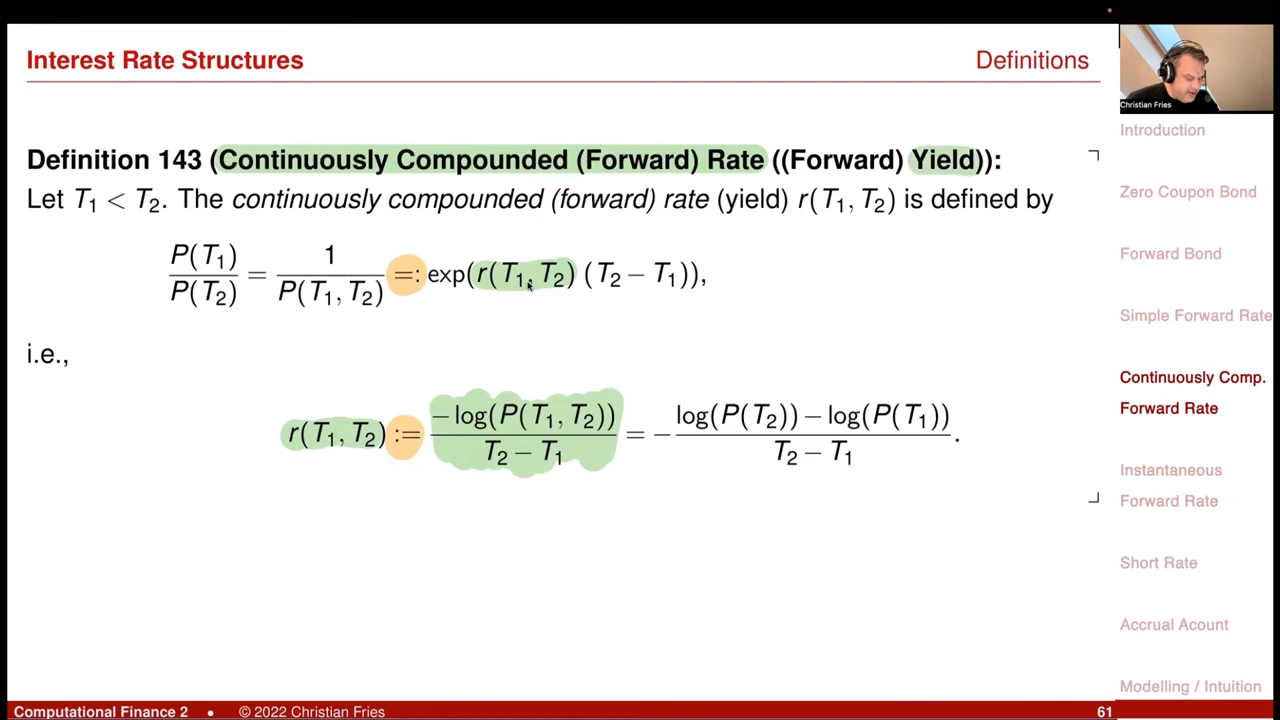 Interest Rate Structures
Definitions
Definition 143 (Continuously Compounded (Forward) Rate ((Forward) Yield)):
Let T₁ < T₂. The continuously compounded (forward) rate (yield) r(T₁, T₂) is defined by
P(T₁)/P(T₂) = 1/P(T₁, T₂) =: exp(r(T₁, T₂) (T₂ − T₁)),
i.e.,
r(T₁, T₂) := −log(P(T₁, T₂))/(T₂ − T₁) = − (log(P(T₂)) − log(P(T₁)))/(T₂ − T₁).
Computational Finance 2 • © 2022 Christian Fries
61
Christian Fries
Introduction
Zero Coupon Bond
Forward Bond
Simple Forward Rate
Continuously Comp.
Forward Rate
Instantaneous
Forward Rate
Short Rate
Accrual Acount
Modelling / Intuition